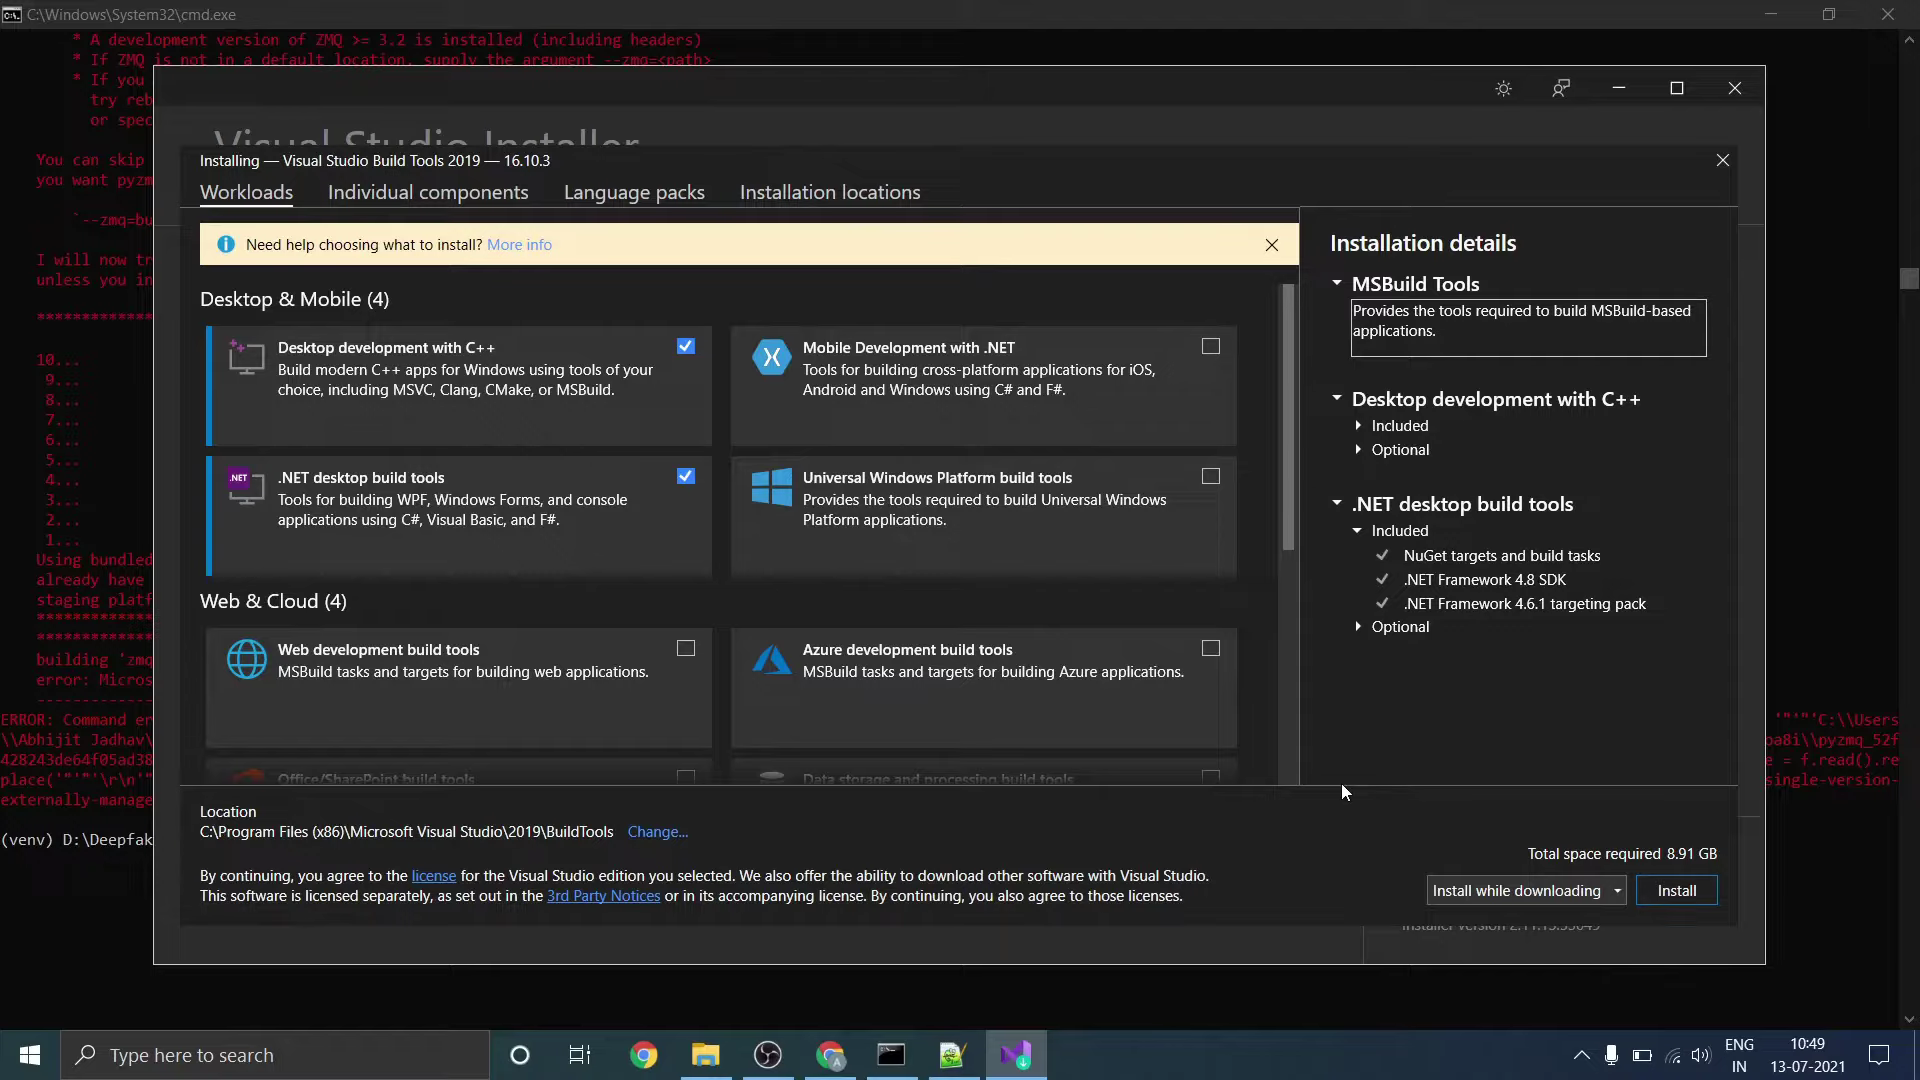 C:\Windows\System32\cmd.exe
* A development version of ZMQ >= 3.2 is installed (including headers)
* If ZMQ is not in a default location, supply the argument --zmq=<path>
* If you
try reb
or spec
You can skip
you want pyzm
`--zmq=bu
I will now tr
unless you in
10...
9...
8...
7...
6...
5...
4...
3...
2...
1...
Using bundled
already have
staging platf
building 'zmq
error: Micros
ERROR: Command er
'"'"'C:\\Users
\\Abhijit Jadhav\
pa8i\\pyzmq_52f
428243de64f05ad38
e = f.read().re
place('"'"'\r\n'"
single-version-
externally-manage
(venv) D:\Deepfak
Visual Studio Installer
Installing — Visual Studio Build Tools 2019 — 16.10.3
Workloads
Individual components
Language packs
Installation locations
Need help choosing what to install? More info
Desktop & Mobile (4)
Desktop development with C++
Build modern C++ apps for Windows using tools of your
choice, including MSVC, Clang, CMake, or MSBuild.
Mobile Development with .NET
Tools for building cross-platform applications for iOS,
Android and Windows using C# and F#.
.NET
.NET desktop build tools
Tools for building WPF, Windows Forms, and console
applications using C#, Visual Basic, and F#.
Universal Windows Platform build tools
Provides the tools required to build Universal Windows
Platform applications.
Web & Cloud (4)
Web development build tools
MSBuild tasks and targets for building web applications.
Azure development build tools
MSBuild tasks and targets for building Azure applications.
Office/SharePoint build tools
Data storage and processing build tools
Installation details
MSBuild Tools
Provides the tools required to build MSBuild-based
applications.
Desktop development with C++
Included
Optional
.NET desktop build tools
Included
NuGet targets and build tasks
.NET Framework 4.8 SDK
.NET Framework 4.6.1 targeting pack
Optional
Location
C:\Program Files (x86)\Microsoft Visual Studio\2019\BuildTools Change...
By continuing, you agree to the license for the Visual Studio edition you selected. We also offer the ability to download other software with Visual Studio.
This software is licensed separately, as set out in the 3rd Party Notices or in its accompanying license. By continuing, you also agree to those licenses.
Total space required 8.91 GB
Install while downloading
Install
Type here to search
ENG
IN
10:49
13-07-2021